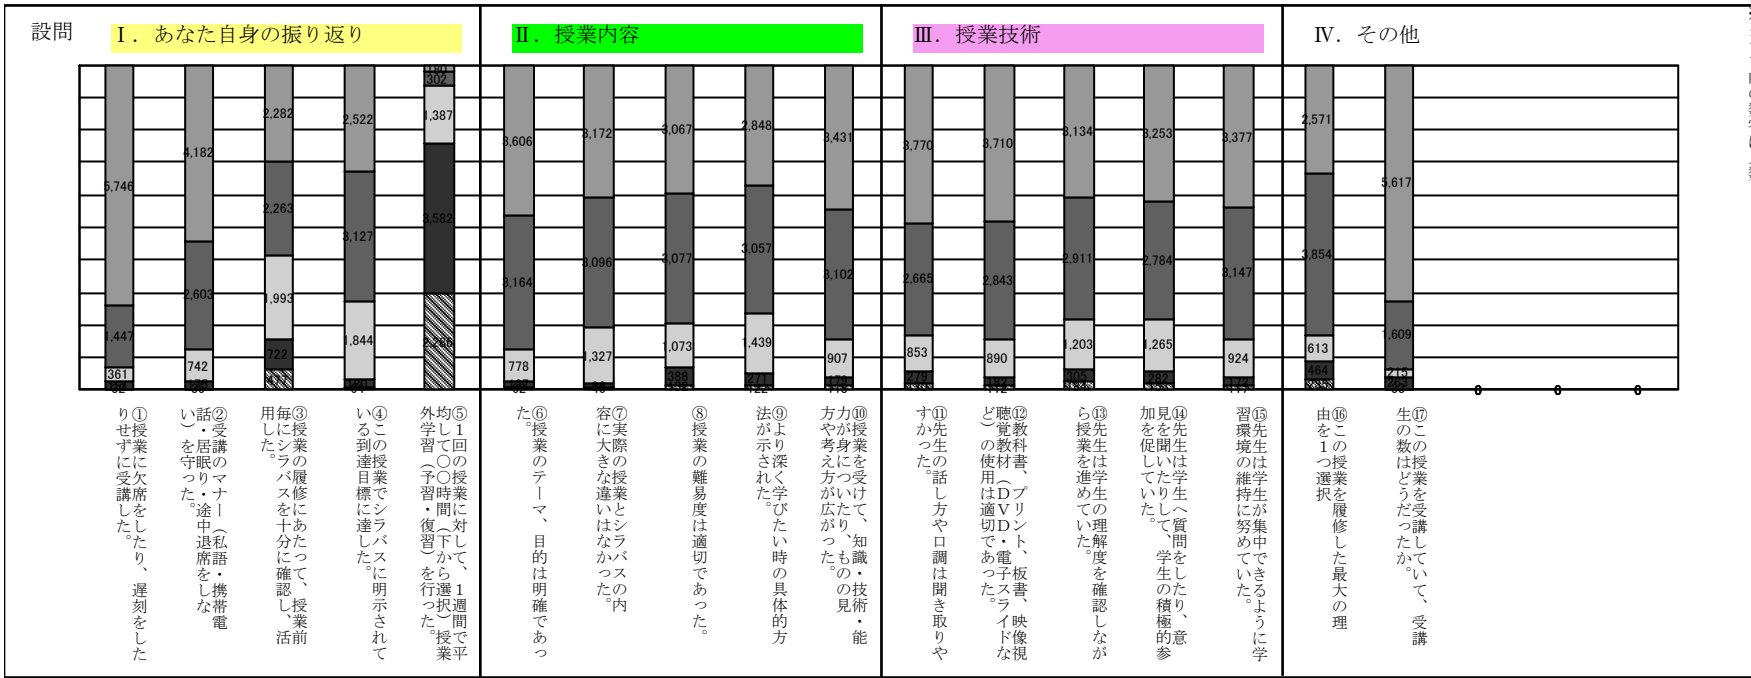 設問
Ⅰ．あなた自身の振り返り
Ⅱ．授業内容
Ⅲ．授業技術
Ⅳ．その他
5,746
1,447
361
4,182
2,603
742
2,282
2,263
1,993
722
477
2,522
3,127
1,844
180
302
1,387
3,582
3,606
3,164
778
3,172
3,096
1,327
3,067
3,077
1,073
388
2,848
3,057
1,439
271
122
3,431
3,102
907
3,770
2,665
853
279
3,710
2,843
890
3,134
2,911
1,203
305
3,253
2,784
1,265
282
3,377
3,147
924
2,571
3,854
613
464
5,617
1,609
215
253
0
0
0
①授業に欠席をしたり、遅刻をした
りせずに受講した。
②受講のマナー（私語・携帯電
話・居眠り・途中退席をしな
い）を守った。
③授業の履修にあたって、授業前
毎にシラバスを十分に確認し、活
用した。
④この授業でシラバスに明示されて
いる到達目標に達した。
⑤１回の授業に対して、１週間で平
均して〇〇時間（下から選択）授業
外学習（予習・復習）を行った。
⑥授業のテーマ、目的は明確であっ
た。
⑦実際の授業とシラバスの内
容に大きな違いはなかった。
⑧授業の難易度は適切であった。
⑨より深く学びたい時の具体的方
法が示された。
⑩授業を受けて、知識・技術・能
力が身についたり、ものの見
方や考え方が広がった。
⑪先生の話し方や口調は聞き取りや
すかった。
⑫教科書、プリント、板書、映像視
聴覚教材（ＤＶＤ・電子スライドな
ど）の使用は適切であった。
⑬先生は学生の理解度を確認しなが
ら授業を進めていた。
⑭先生は学生へ質問をしたり、意
見を聞いたりして、学生の積極的参
加を促していた。
⑮先生は学生が集中できるように学
習環境の維持に努めていた。
⑯この授業を履修した最大の理
由を１つ選択
⑰この授業を受講していて、受講
生の数はどうだったか。